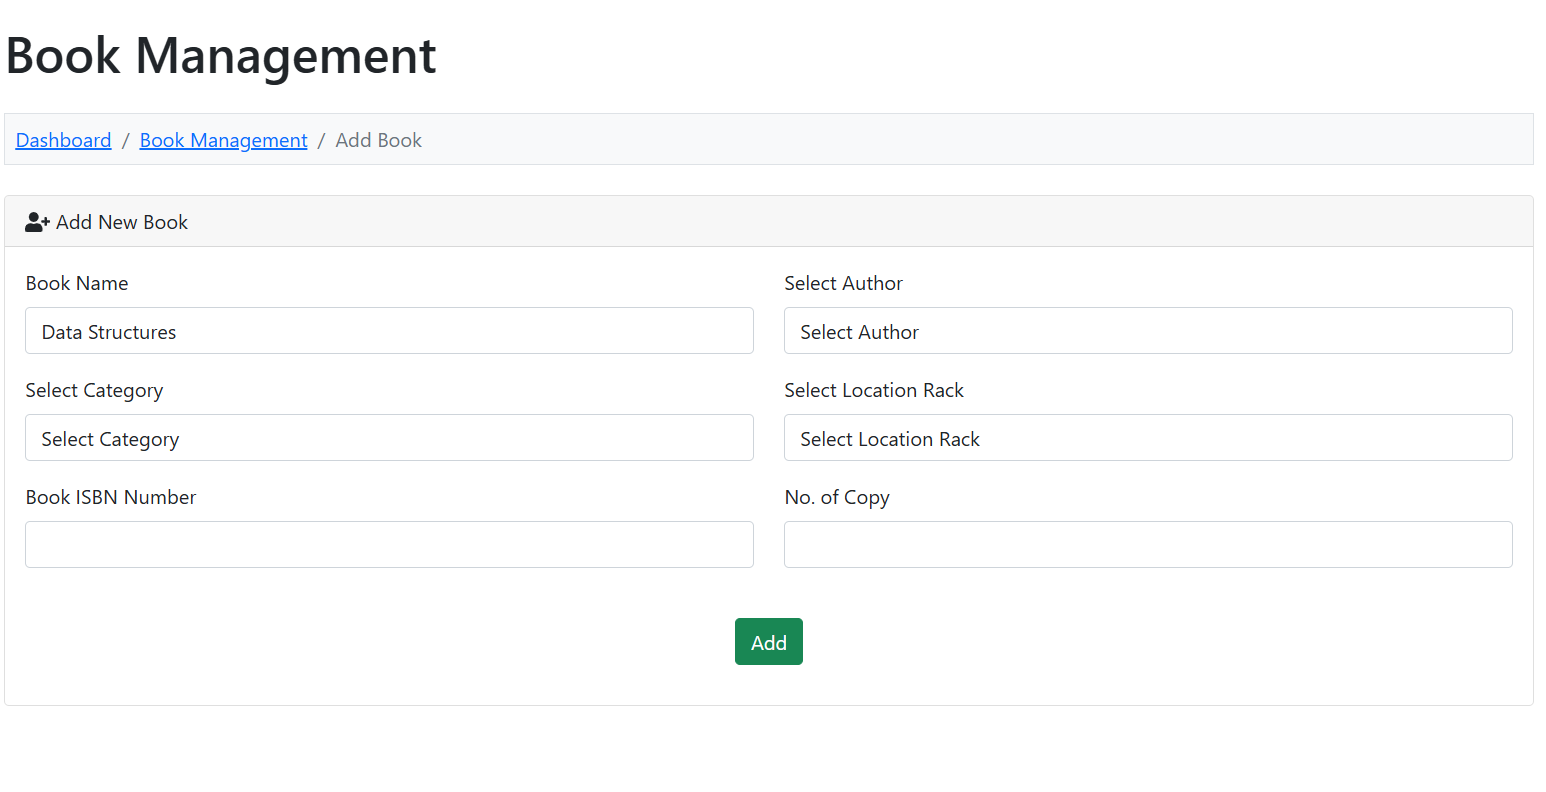 Book Management
Dashboard / Book Management / Add Book
Add New Book
Book Name
Select Author
Data Structures
Select Author
Select Category
Select Location Rack
Select Category
Select Location Rack
Book ISBN Number
No. of Copy
Add